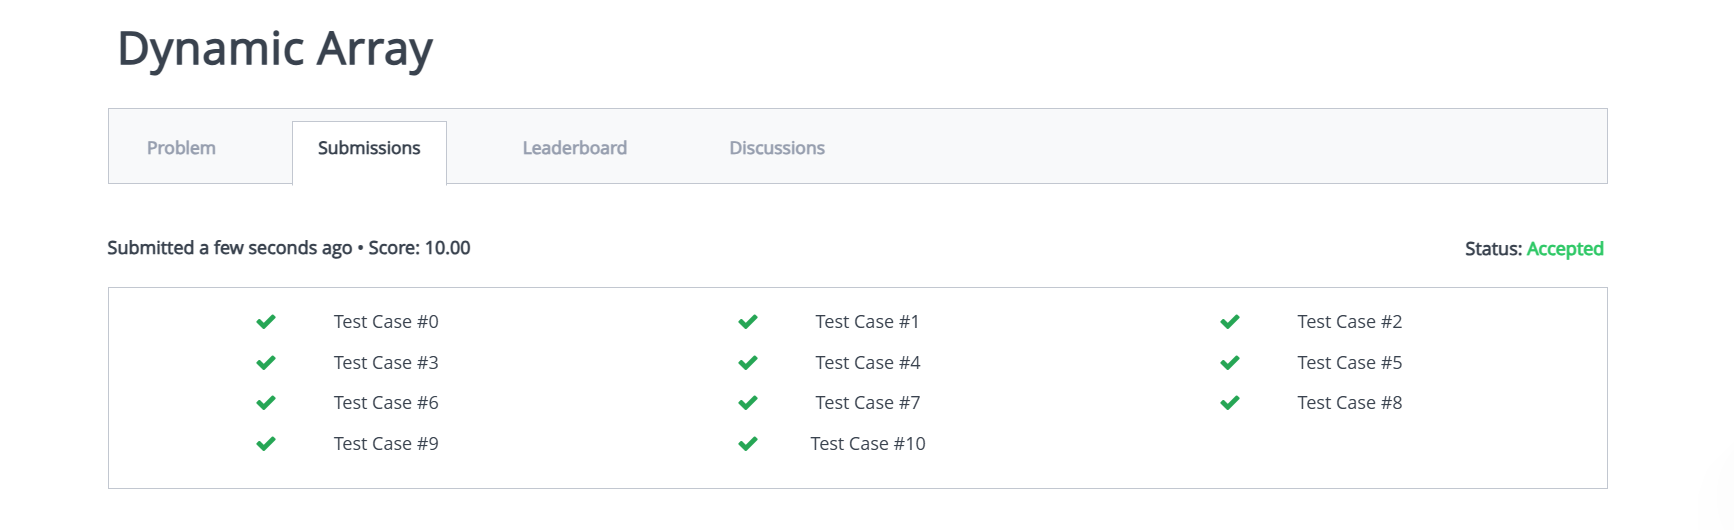 Dynamic Array
Problem Submissions Leaderboard Discussions
Submitted a few seconds ago • Score: 10.00 Status: Accepted
Test Case #0 Test Case #1 Test Case #2
Test Case #3 Test Case #4 Test Case #5
Test Case #6 Test Case #7 Test Case #8
Test Case #9 Test Case #10